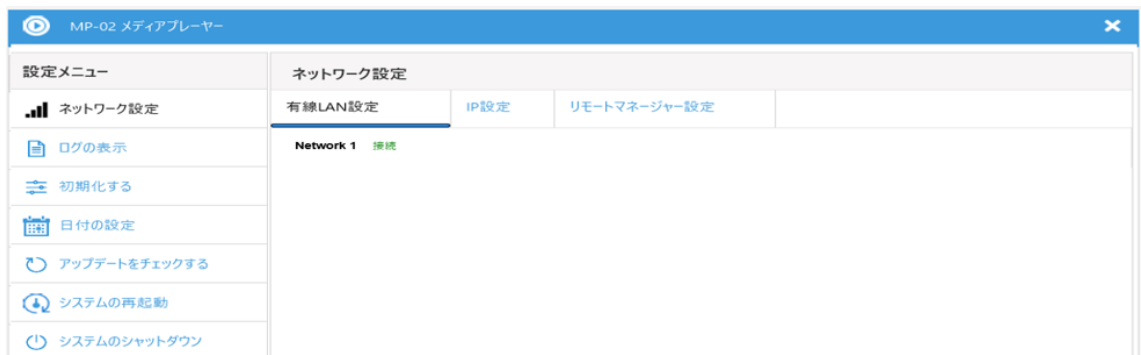 MP-02 メディアプレーヤー
設定メニュー
ネットワーク設定
ログの表示
初期化する
日付の設定
アップデートをチェックする
システムの再起動
システムのシャットダウン
ネットワーク設定
有線LAN設定 IP設定 リモートマネージャー設定
Network 1 接続